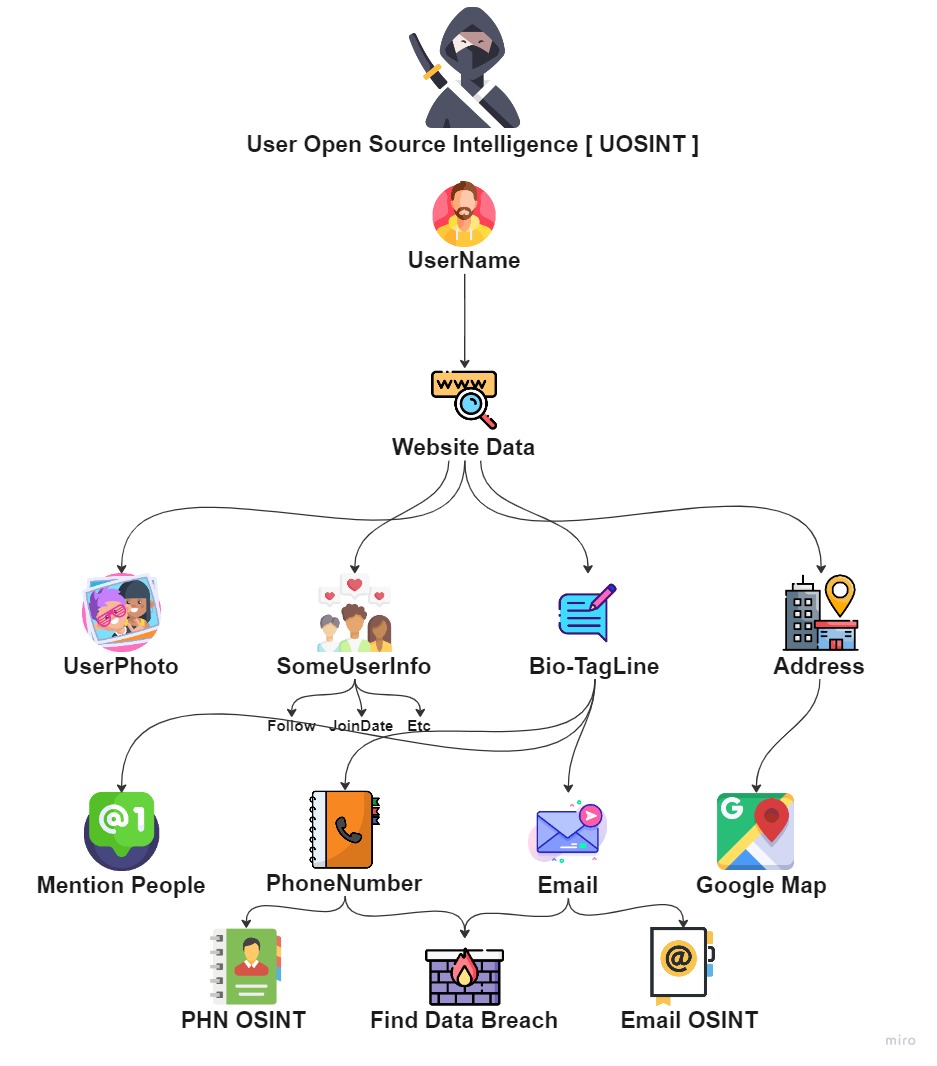 User Open Source Intelligence [ UOSINT ]
UserName
www
Website Data
UserPhoto
SomeUserInfo
Bio-TagLine
Address
Follow
JoinDate
Etc
@1
G
Mention People
PhoneNumber
Email
Google Map
@
PHN OSINT
Find Data Breach
Email OSINT
miro